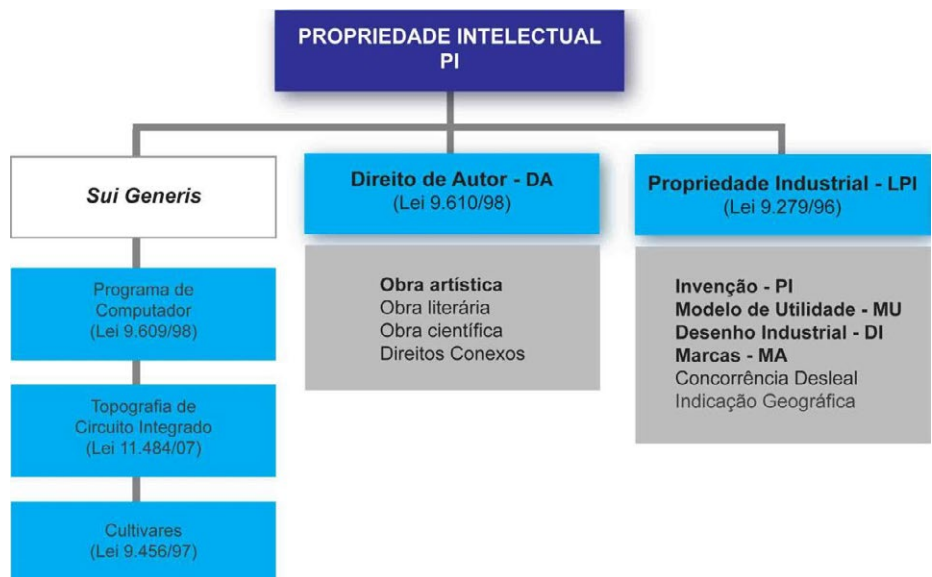 PROPRIEDADE INTELECTUAL
PI
Sui Generis
Programa de
Computador
(Lei 9.609/98)
Topografia de
Circuito Integrado
(Lei 11.484/07)
Cultivares
(Lei 9.456/97)
Direito de Autor - DA
(Lei 9.610/98)
Obra artística
Obra literária
Obra científica
Direitos Conexos
Propriedade Industrial - LPI
(Lei 9.279/96)
Invenção - PI
Modelo de Utilidade - MU
Desenho Industrial - DI
Marcas - MA
Concorrência Desleal
Indicação Geográfica